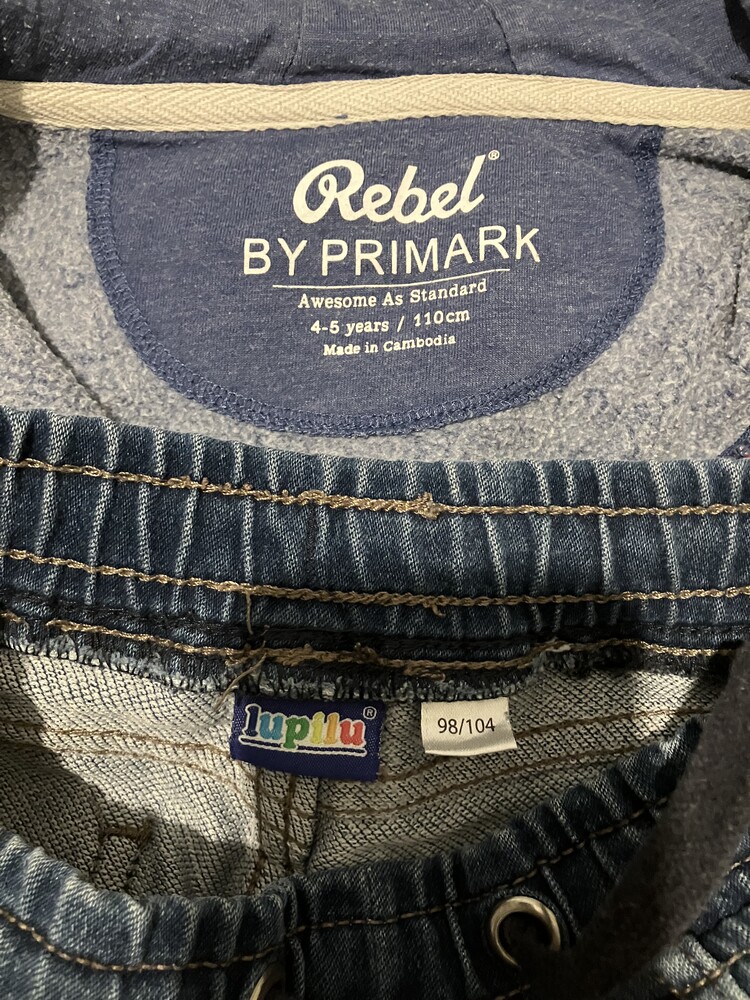 Rebel®
BY PRIMARK
Awesome As Standard
4-5 years / 110cm
Made in Cambodia
lupilu®
98/104